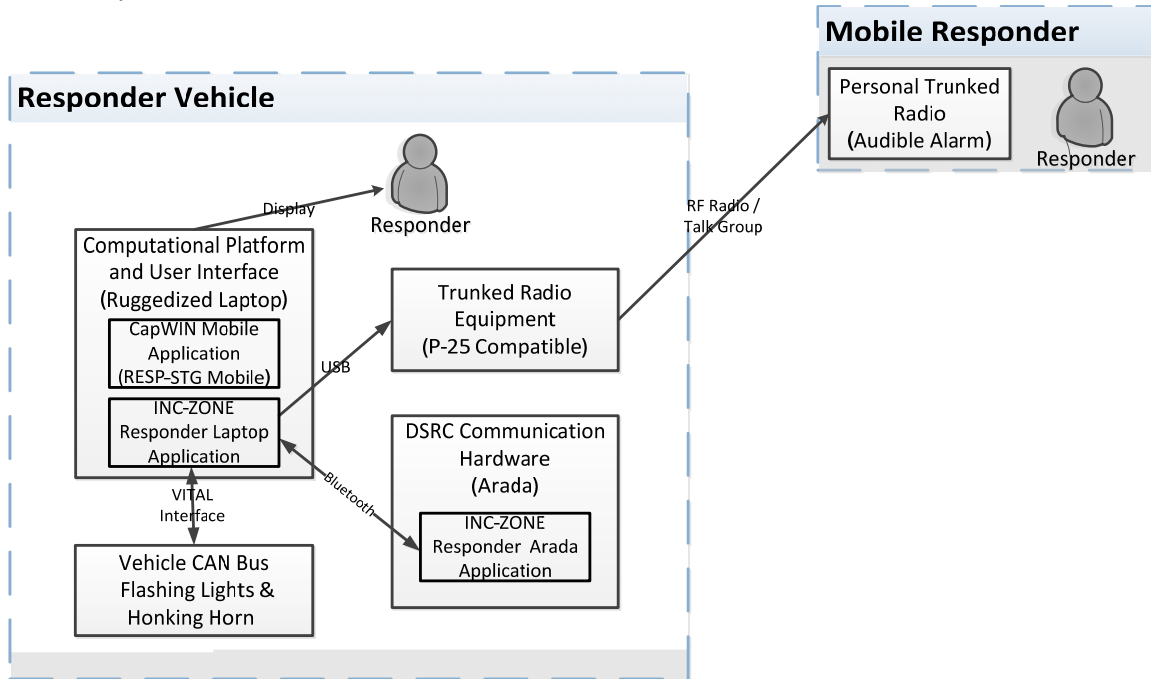 Mobile Responder
Personal Trunked
Radio
(Audible Alarm)
Responder
Responder Vehicle
Responder
Display
RF Radio /
Talk Group
Computational Platform
and User Interface
(Ruggedized Laptop)
CapWIN Mobile
Application
(RESP-STG Mobile)
INC-ZONE
Responder Laptop
Application
USB
Trunked Radio
Equipment
(P-25 Compatible)
Bluetooth
DSRC Communication
Hardware
(Arada)
INC-ZONE
Responder Arada
Application
VITAL
Interface
Vehicle CAN Bus
Flashing Lights &
Honking Horn